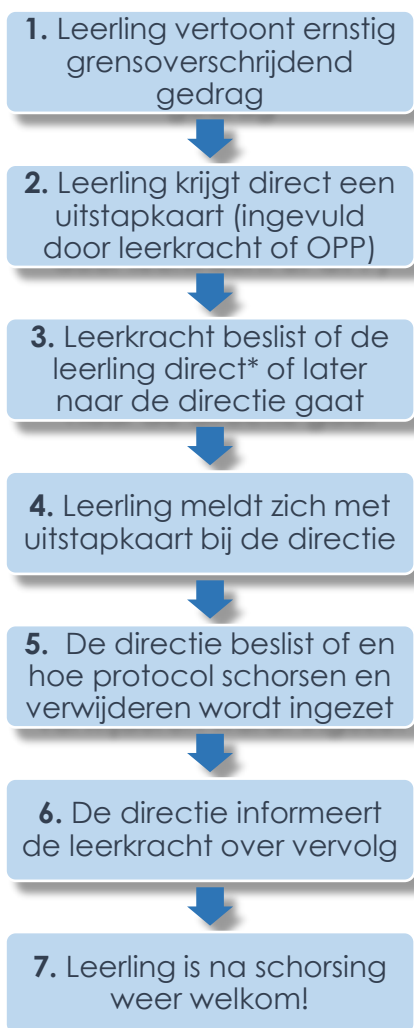 1. Leerling vertoont ernstig
grensoverschrijdend
gedrag
2. Leerling krijgt direct een
uitstapkaart (ingevuld
door leerkracht of OPP)
3. Leerkracht beslist of de
leerling direct* of later
naar de directie gaat
4. Leerling meldt zich met
uitstapkaart bij de directie
5. De directie beslist of en
hoe protocol schorsen en
verwijderen wordt ingezet
6. De directie informeert
de leerkracht over vervolg
7. Leerling is na schorsing
weer welkom!